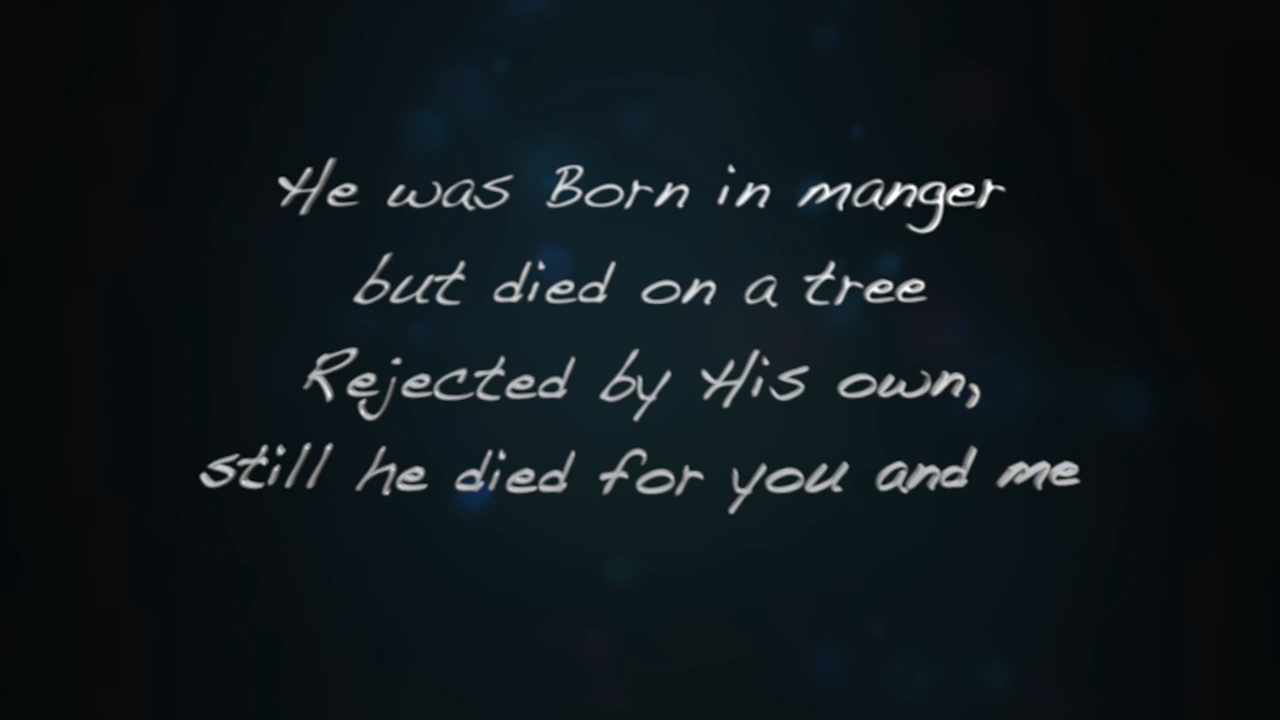 He was Born in manger
but died on a tree
Rejected by His own,
still he died for you and me